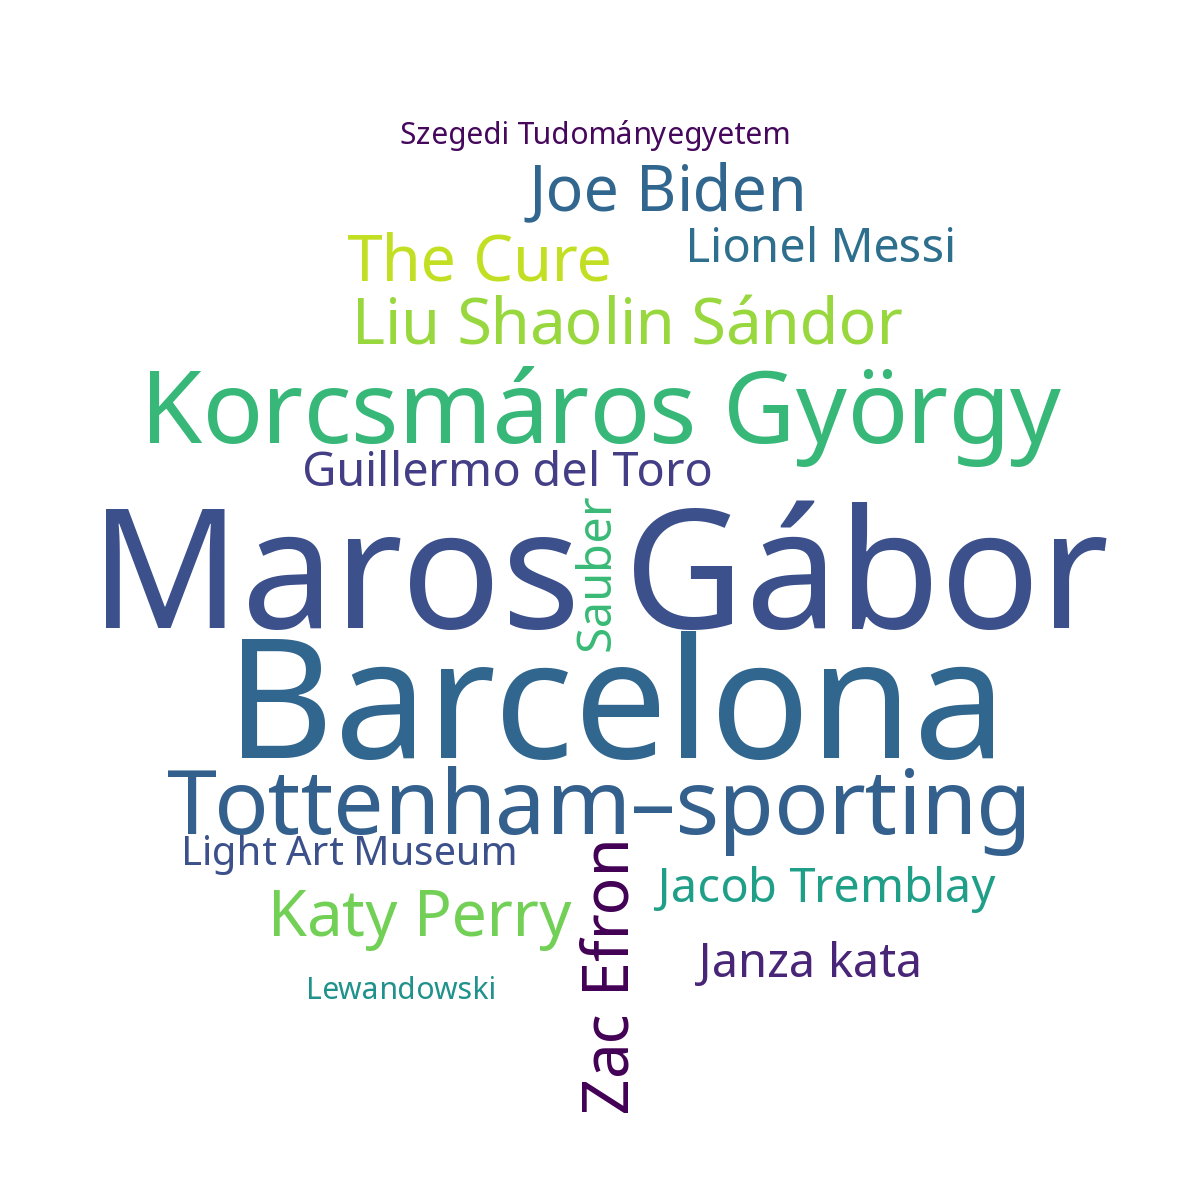 Szegedi Tudományegyetem
Joe Biden
Lionel Messi
The Cure
Liu Shaolin Sándor
Korcsmáros György
Guillermo del Toro
Maros Gábor
Sauber
Barcelona
Tottenham–sporting
Light Art Museum
Jacob Tremblay
Katy Perry
Zac Efron
Janza kata
Lewandowski